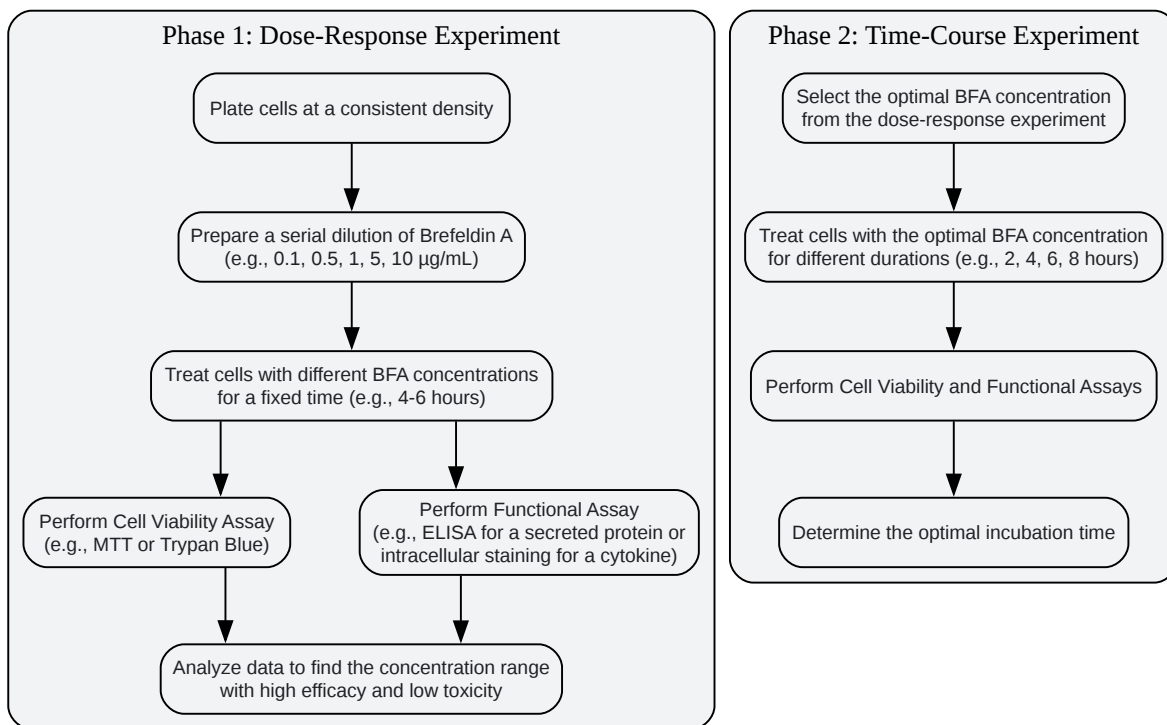 Phase 1: Dose-Response Experiment
Plate cells at a consistent density
Prepare a serial dilution of Brefeldin A
(e.g., 0.1, 0.5, 1, 5, 10 µg/mL)
Treat cells with different BFA concentrations
for a fixed time (e.g., 4-6 hours)
Perform Cell Viability Assay
(e.g., MTT or Trypan Blue)
Perform Functional Assay
(e.g., ELISA for a secreted protein or
intracellular staining for a cytokine)
Analyze data to find the concentration range
with high efficacy and low toxicity
Phase 2: Time-Course Experiment
Select the optimal BFA concentration
from the dose-response experiment
Treat cells with the optimal BFA concentration
for different durations (e.g., 2, 4, 6, 8 hours)
Perform Cell Viability and Functional Assays
Determine the optimal incubation time